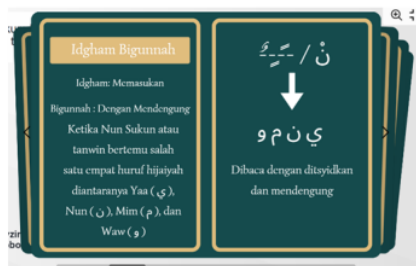 Idgham Bigunnah
Idgham: Memasukan
Bigunnah : Dengan Mendengung
Ketika Nun Sukun atau
tanwin bertemu salah
satu empat huruf hijaiyah
diantaranya Yaa ( ي ),
Nun ( ن ), Mim ( م ), dan
Waw ( و )
نْ / ـًـٍـٌ
ي ن م و
Dibaca dengan ditsyidkan
dan mendengung